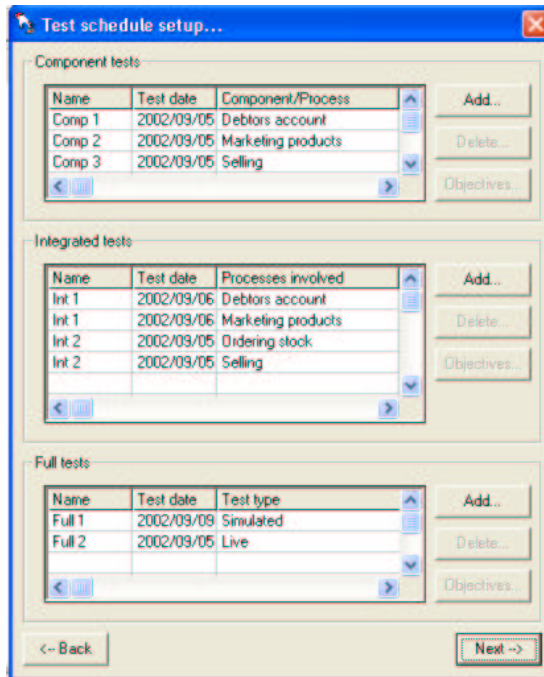 Test schedule setup...
Component tests
Name Test date Component/Process
Comp 1 2002/09/05 Debtors account
Comp 2 2002/09/05 Marketing products
Comp 3 2002/09/05 Selling
Add...
Delete...
Objectives...
Integrated tests
Name Test date Processes involved
Int 1 2002/09/06 Debtors account
Int 1 2002/09/06 Marketing products
Int 2 2002/09/05 Ordering stock
Int 2 2002/09/05 Selling
Add...
Delete...
Objectives...
Full tests
Name Test date Test type
Full 1 2002/09/09 Simulated
Full 2 2002/09/05 Live
Add...
Delete...
Objectives...
<-- Back
Next -->